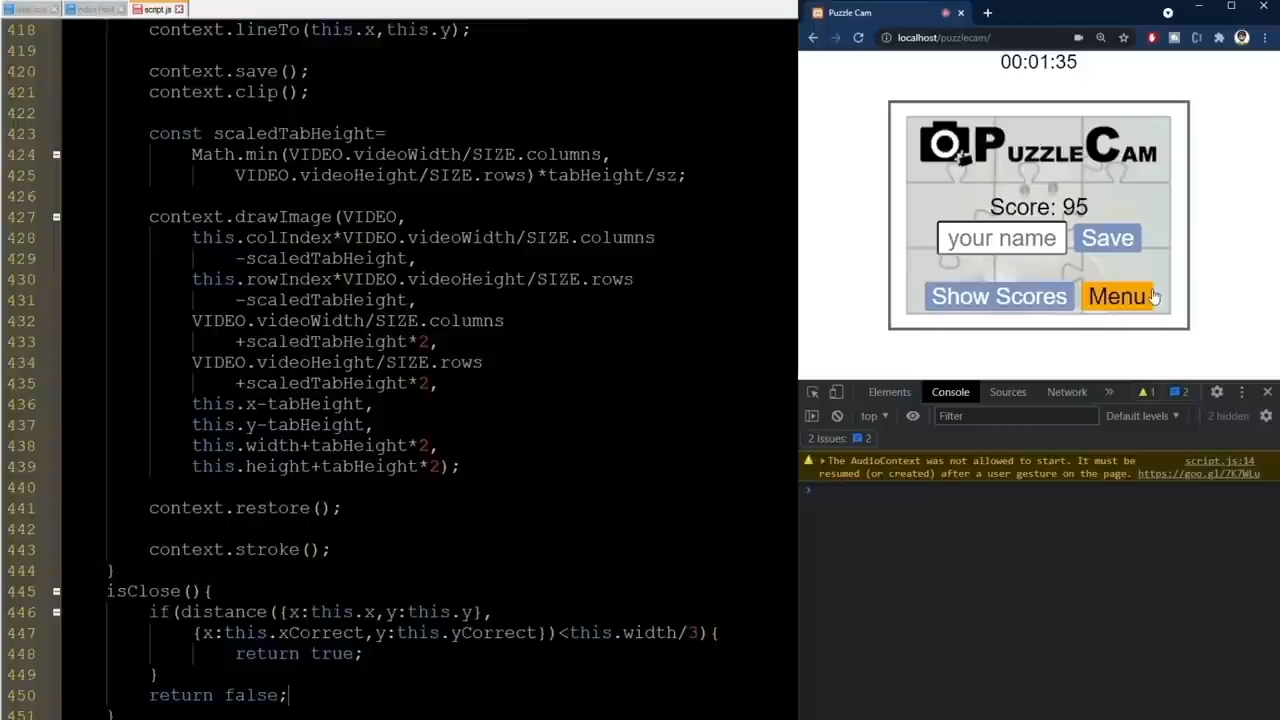 index.html
script.js
418 context.lineTo(this.x,this.y);
419
420 context.save();
421 context.clip();
422
423 const scaledTabHeight=
424 Math.min(VIDEO.videoWidth/SIZE.columns,
425 VIDEO.videoHeight/SIZE.rows)*tabHeight/sz;
426
427 context.drawImage(VIDEO,
428 this.colIndex*VIDEO.videoWidth/SIZE.columns
429 -scaledTabHeight,
430 this.rowIndex*VIDEO.videoHeight/SIZE.rows
431 -scaledTabHeight,
432 VIDEO.videoWidth/SIZE.columns
433 +scaledTabHeight*2,
434 VIDEO.videoHeight/SIZE.rows
435 +scaledTabHeight*2,
436 this.x-tabHeight,
437 this.y-tabHeight,
438 this.width+tabHeight*2,
439 this.height+tabHeight*2);
440
441 context.restore();
442
443 context.stroke();
444 }
445 isClose(){
446 if(distance({x:this.x,y:this.y},
447 {x:this.xCorrect,y:this.yCorrect})<this.width/3){
448 return true;
449 }
450 return false;
451 }
Puzzle Cam
localhost/puzzlecam/
00:01:35
PUZZLECAM
Score: 95
your name Save
Show Scores Menu
Elements Console Sources Network » 1 2
top Filter Default levels 2 hidden
2 Issues: 2
The AudioContext was not allowed to start. It must be script.js:14
resumed (or created) after a user gesture on the page. https://goo.gl/7K7WLu